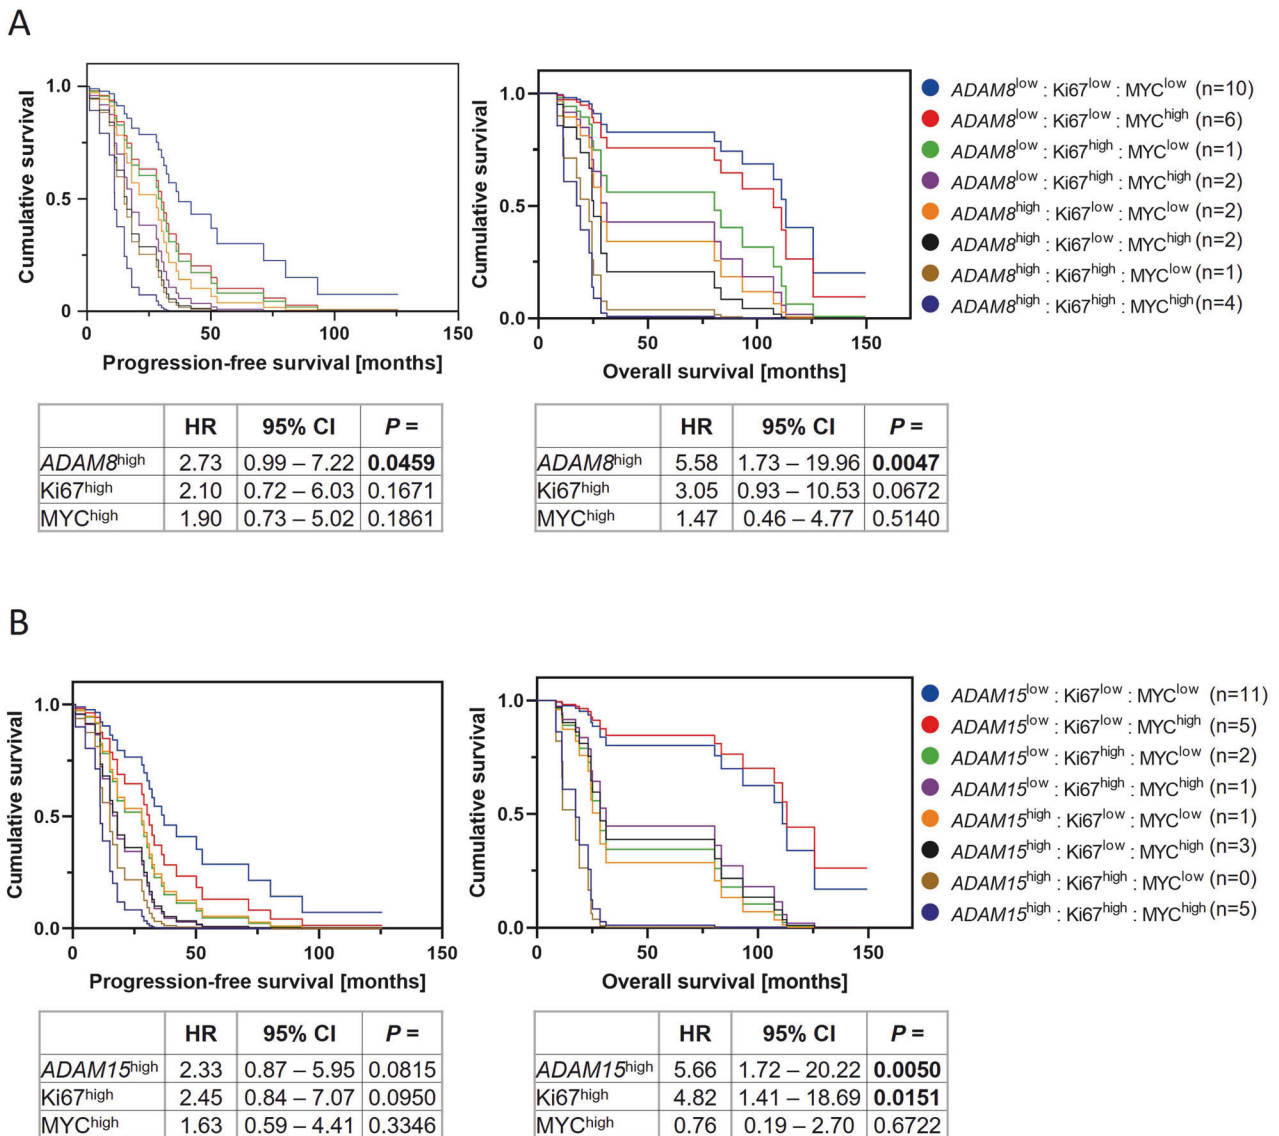 A
Cumulative survival
1.0
0.5
0
0 50 100 150
Progression-free survival [months]
Cumulative survival
1.0
0.5
0.0
0 50 100 150
Overall survival [months]
ADAM8low : Ki67low : MYClow (n=10)
ADAM8low : Ki67low : MYChigh (n=6)
ADAM8low : Ki67high : MYClow (n=1)
ADAM8low : Ki67high : MYChigh (n=2)
ADAM8high : Ki67low : MYClow (n=2)
ADAM8high : Ki67low : MYChigh (n=2)
ADAM8high : Ki67high : MYClow (n=1)
ADAM8high : Ki67high : MYChigh (n=4)
HR 95% CI P =
ADAM8high 2.73 0.99 – 7.22 0.0459
Ki67high 2.10 0.72 – 6.03 0.1671
MYChigh 1.90 0.73 – 5.02 0.1861
HR 95% CI P =
ADAM8high 5.58 1.73 – 19.96 0.0047
Ki67high 3.05 0.93 – 10.53 0.0672
MYChigh 1.47 0.46 – 4.77 0.5140
B
Cumulative survival
1.0
0.5
0.0
0 50 100 150
Progression-free survival [months]
Cumulative survival
1.0
0.5
0.0
0 50 100 150
Overall survival [months]
ADAM15low : Ki67low : MYClow (n=11)
ADAM15low : Ki67low : MYChigh (n=5)
ADAM15low : Ki67high : MYClow (n=2)
ADAM15low : Ki67high : MYChigh (n=1)
ADAM15high : Ki67low : MYClow (n=1)
ADAM15high : Ki67low : MYChigh (n=3)
ADAM15high : Ki67high : MYClow (n=0)
ADAM15high : Ki67high : MYChigh (n=5)
HR 95% CI P =
ADAM15high 2.33 0.87 – 5.95 0.0815
Ki67high 2.45 0.84 – 7.07 0.0950
MYChigh 1.63 0.59 – 4.41 0.3346
HR 95% CI P =
ADAM15high 5.66 1.72 – 20.22 0.0050
Ki67high 4.82 1.41 – 18.69 0.0151
MYChigh 0.76 0.19 – 2.70 0.6722